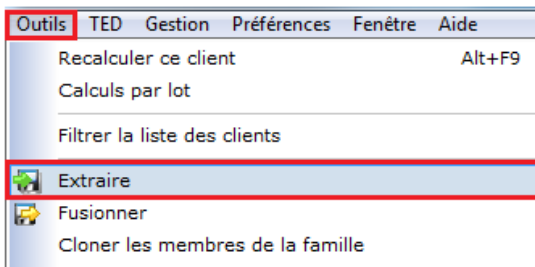 Outils TED Gestion Préférences Fenêtre Aide
Recalculer ce client Alt+F9
Calculs par lot
Filtrer la liste des clients
Extraire
Fusionner
Cloner les membres de la famille